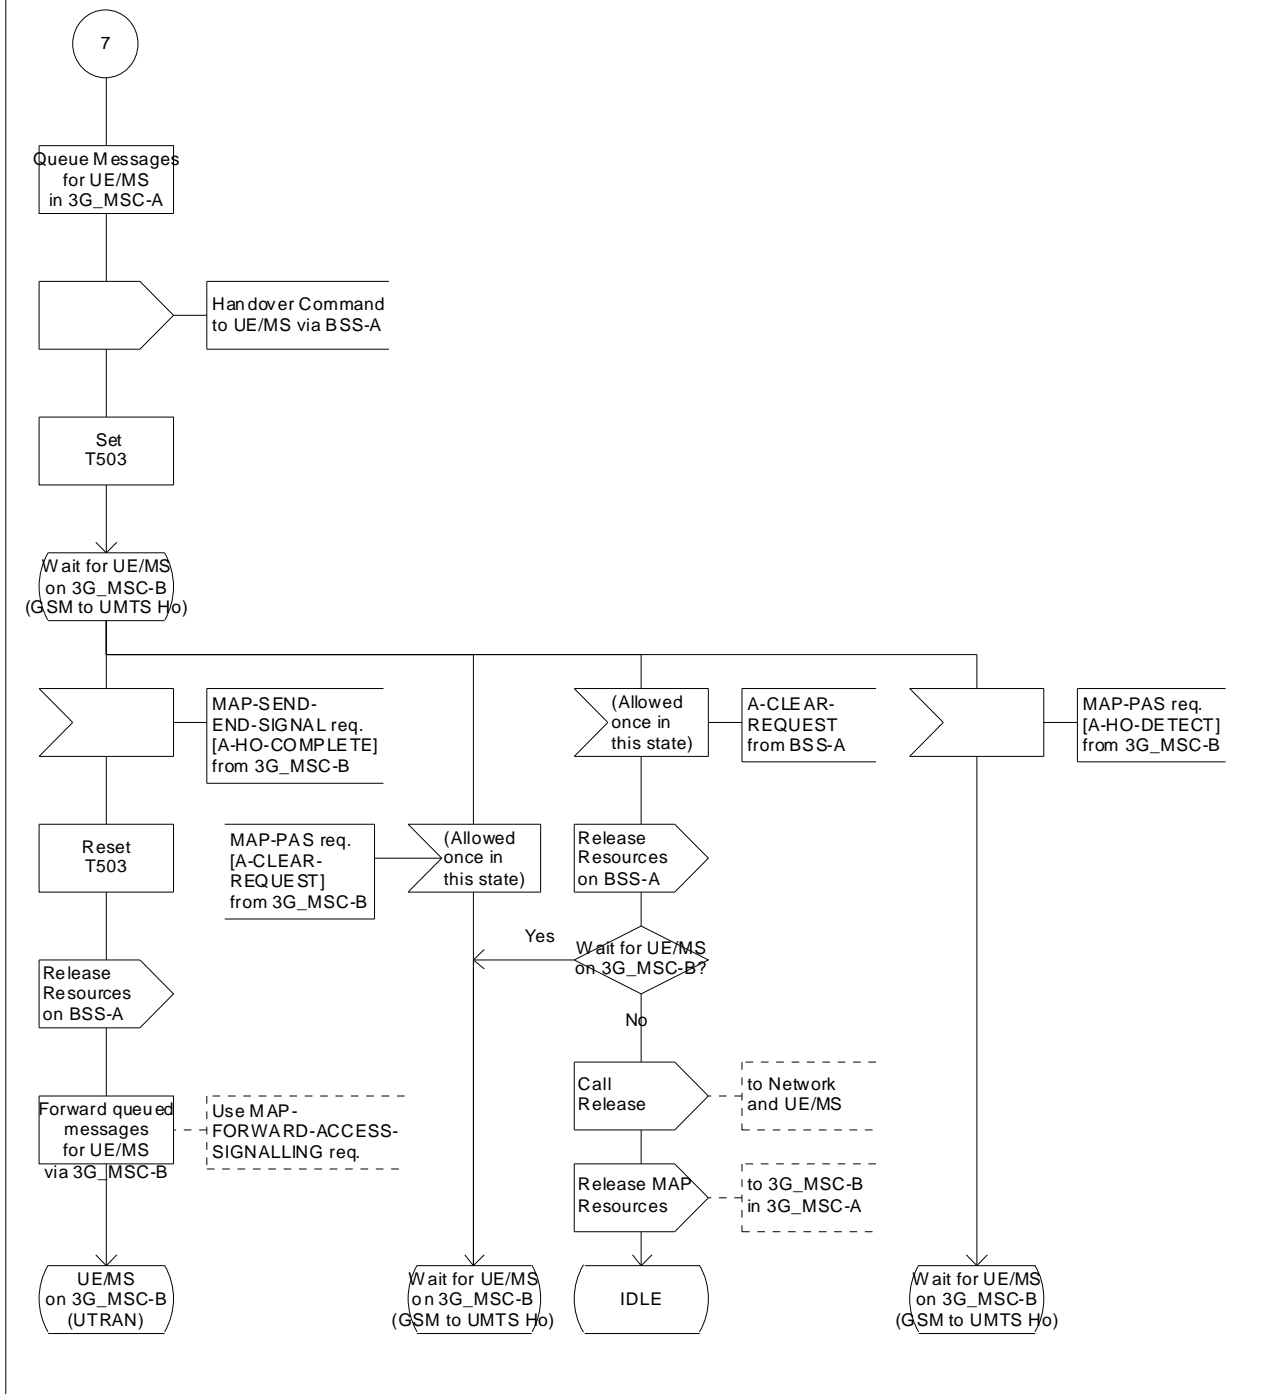 7
Queue Messages
for UE/MS
in 3G_MSC-A
Handover Command
to UE/MS via BSS-A
Set
T503
Wait for UE/MS
on 3G_MSC-B
(GSM to UMTS Ho)
MAP-SEND-
END-SIGNAL req.
[A-HO-COMPLETE]
from 3G_MSC-B
(Allowed
once in
this state)
A-CLEAR-
REQUEST
from BSS-A
MAP-PAS req.
[A-HO-DETECT]
from 3G_MSC-B
Reset
T503
MAP-PAS req.
[A-CLEAR-
REQUEST]
from 3G_MSC-B
(Allowed
once in
this state)
Release
Resources
on BSS-A
Yes
Wait for UE/MS
on 3G_MSC-B?
No
Release
Resources
on BSS-A
Call
Release
to Network
and UE/MS
Forward queued
messages
for UE/MS
via 3G_MSC-B
Use MAP-
FORWARD-ACCESS-
SIGNALLING req.
Release MAP
Resources
to 3G_MSC-B
in 3G_MSC-A
UE/MS
on 3G_MSC-B
(UTRAN)
Wait for UE/MS
on 3G_MSC-B
(GSM to UMTS Ho)
IDLE
Wait for UE/MS
on 3G_MSC-B
(GSM to UMTS Ho)